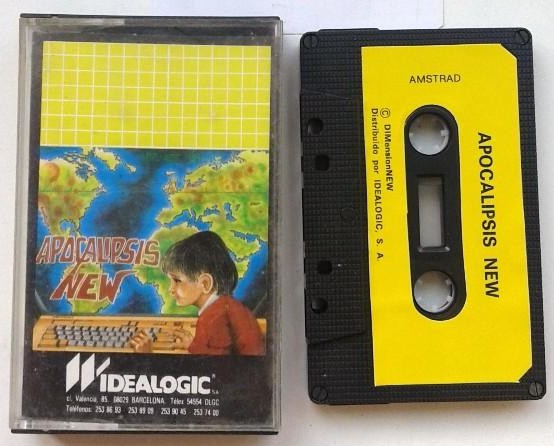 APOCALIPSIS
NEW
IDEALOGIC S.A.
c/. Valencia, 85. 08029 BARCELONA. Télex 54554 DLGC
Teléfonos: 253 86 93 253 89 09 253 90 45 253 74 00
AMSTRAD
APOCALIPSIS NEW
© DIMensionNEW
Distribuido por IDEALOGIC, S. A.